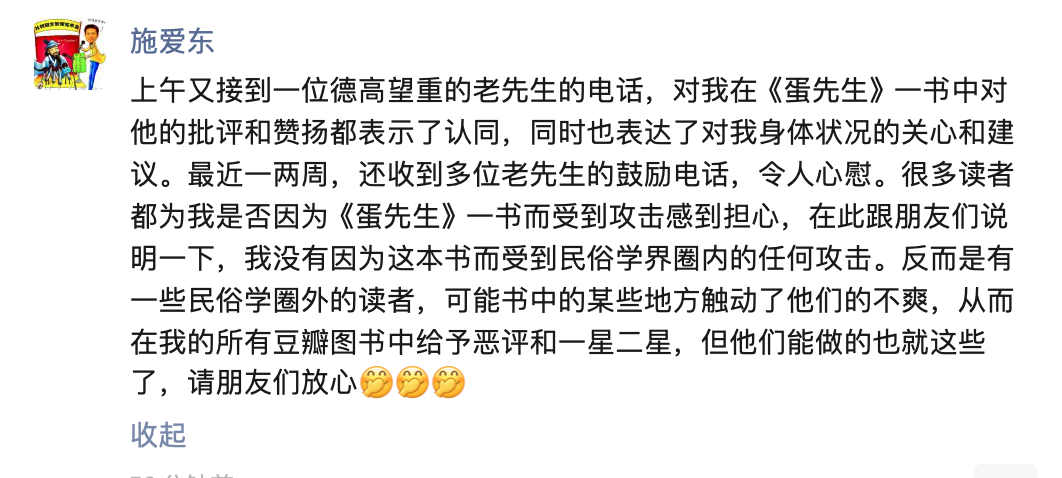 施爱东
上午又接到一位德高望重的老先生的电话，对我在《蛋先生》一书中对
他的批评和赞扬都表示了认同，同时也表达了对我身体状况的关心和建
议。最近一两周，还收到多位老先生的鼓励电话，令人心慰。很多读者
都为我是否因为《蛋先生》一书而受到攻击感到担心，在此跟朋友们说
明一下，我没有因为这本书而受到民俗学界圈内的任何攻击。反而是有
一些民俗学圈外的读者，可能书中的某些地方触动了他们的不爽，从而
在我的所有豆瓣图书中给予恶评和一星二星，但他们能做的也就这些
了，请朋友们放心🤭🤭🤭
收起